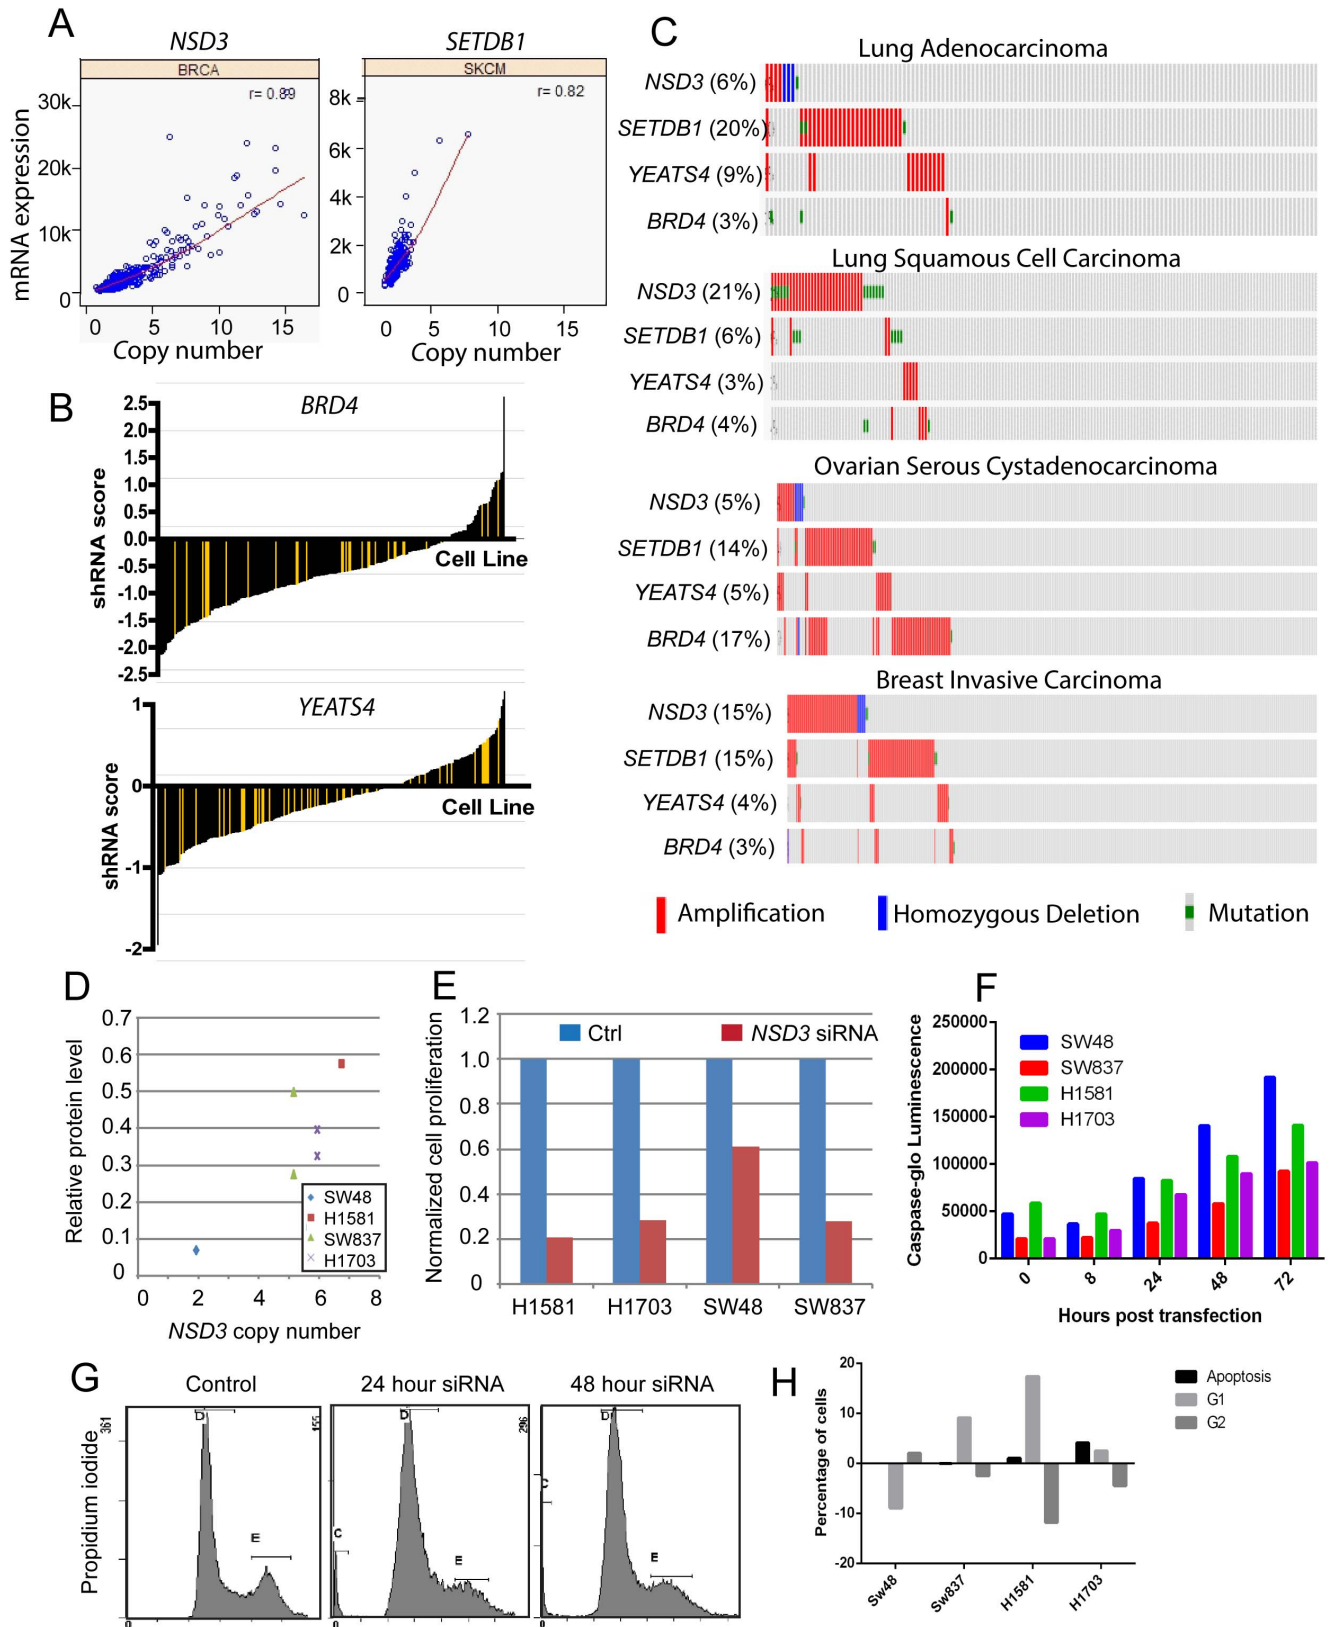 A
NSD3
SETDB1
BRCA
SKCM
r= 0.89
r= 0.82
mRNA expression
30k
20k
10k
0
8k
6k
4k
2k
0
0 5 10 15
0 5 10 15
Copy number
Copy number
B
BRD4
shRNA score
2.5
2.0
1.5
1.0
0.5
0.0
-0.5
-1.0
-1.5
-2.0
-2.5
Cell Line
YEATS4
shRNA score
1
0
-1
-2
Cell Line
C
Lung Adenocarcinoma
NSD3 (6%)
SETDB1 (20%)
YEATS4 (9%)
BRD4 (3%)
Lung Squamous Cell Carcinoma
NSD3 (21%)
SETDB1 (6%)
YEATS4 (3%)
BRD4 (4%)
Ovarian Serous Cystadenocarcinoma
NSD3 (5%)
SETDB1 (14%)
YEATS4 (5%)
BRD4 (17%)
Breast Invasive Carcinoma
NSD3 (15%)
SETDB1 (15%)
YEATS4 (4%)
BRD4 (3%)
Amplification
Homozygous Deletion
Mutation
D
Relative protein level
0.7
0.6
0.5
0.4
0.3
0.2
0.1
0
SW48
H1581
SW837
H1703
0 2 4 6 8
NSD3 copy number
E
Normalized cell proliferation
1.2
1.0
0.8
0.6
0.4
0.2
0
Ctrl
NSD3 siRNA
H1581 H1703 SW48 SW837
F
Caspase-glo Luminescence
250000
200000
150000
100000
50000
0
SW48
SW837
H1581
H1703
0 8 24 48 72
Hours post transfection
G
Control
24 hour siRNA
48 hour siRNA
Propidium iodide
361
D
E
0
155
D
C
E
0
296
D
C
E
0
H
Percentage of cells
20
10
0
-10
-20
Apoptosis
G1
G2
Sw48 Sw837 H1581 H1703